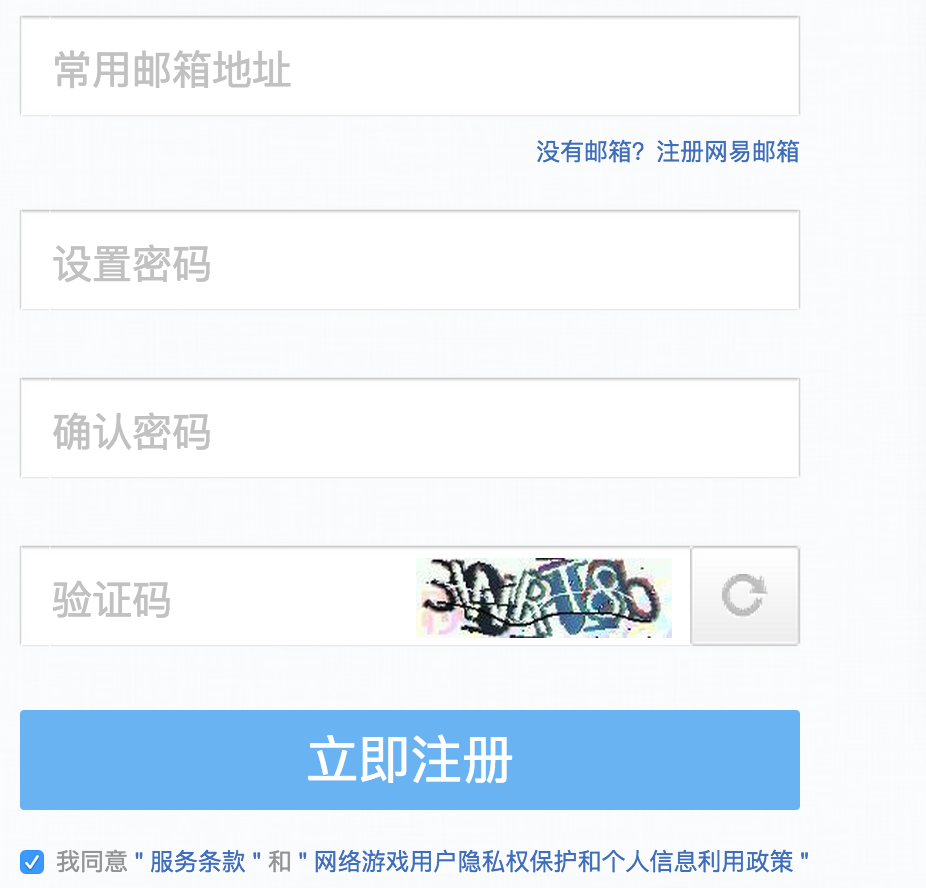 常用邮箱地址
没有邮箱？注册网易邮箱
设置密码
确认密码
验证码
立即注册
我同意 " 服务条款 " 和 " 网络游戏用户隐私权保护和个人信息利用政策 "